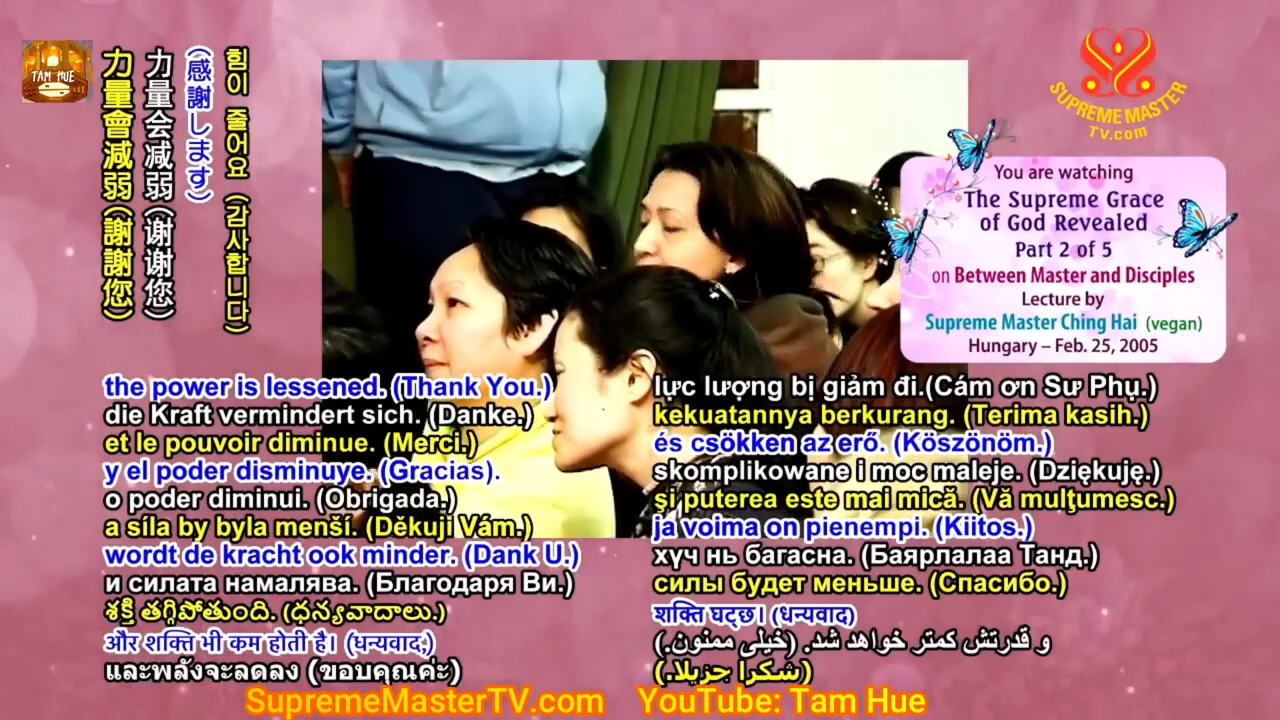 TAM HUE
力量會減弱(謝謝您)
力量会减弱(谢谢您)
(感謝します)
힘이 줄어요 (감사합니다)
SUPREME MASTER
TV.com
You are watching
The Supreme Grace
of God Revealed
Part 2 of 5
on Between Master and Disciples
Lecture by
Supreme Master Ching Hai (vegan)
Hungary – Feb. 25, 2005
the power is lessened. (Thank You.)
die Kraft vermindert sich. (Danke.)
et le pouvoir diminue. (Merci.)
y el poder disminuye. (Gracias).
o poder diminui. (Obrigada.)
a síla by byla menší. (Děkuji Vám.)
wordt de kracht ook minder. (Dank U.)
и силата намалява. (Благодаря Ви.)
శక్తి తగ్గిపోతుంది. (ధన్యవాదాలు.)
और शक्ति भी कम होती है। (धन्यवाद,)
และพลังจะลดลง (ขอบคุณค่ะ)
lực lượng bị giảm đi.(Cám ơn Sư Phụ.)
kekuatannya berkurang. (Terima kasih.)
és csökken az erő. (Köszönöm.)
skomplikowane i moc maleje. (Dziękuję.)
şi puterea este mai mică. (Vă mulţumesc.)
ja voima on pienempi. (Kiitos.)
хүч нь багасна. (Баярлалаа Танд.)
силы будет меньше. (Спасибо.)
शक्ति घट्छ। (धन्यवाद)
و قدرتش کمتر خواهد شد. (خیلی ممنون.)
(شكرا جزيلا.)
SupremeMasterTV.com YouTube: Tam Hue